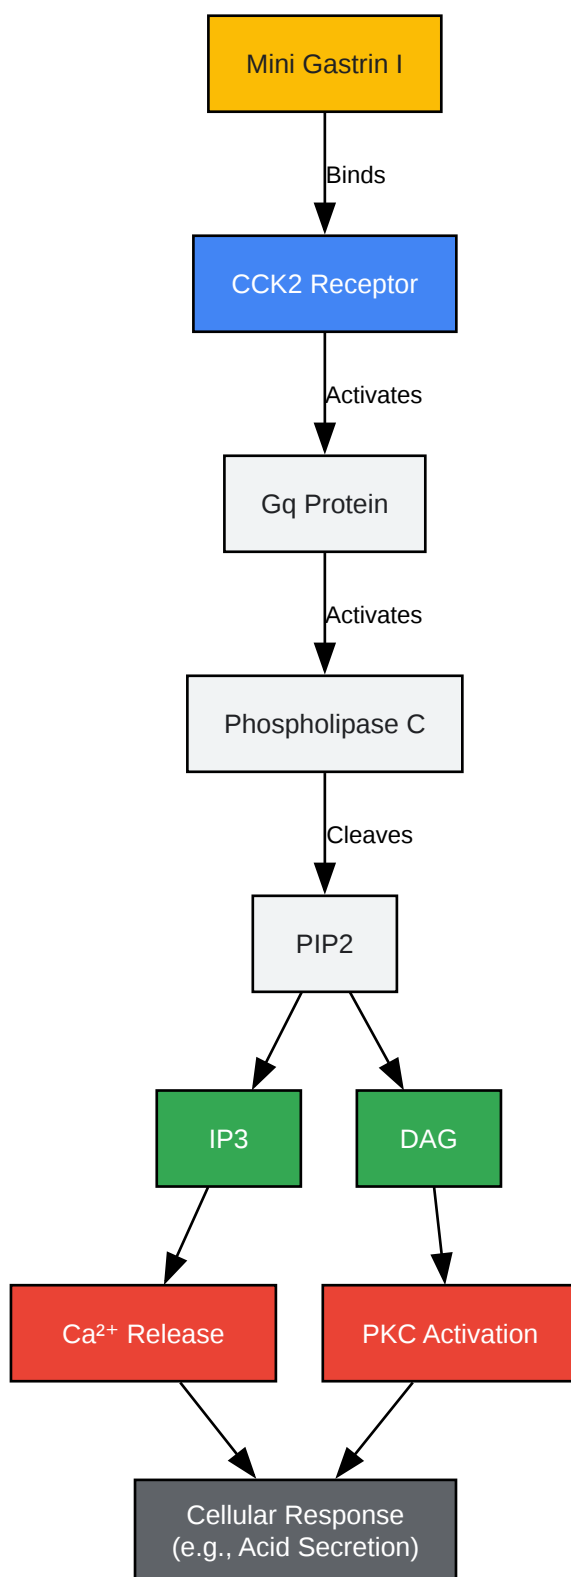 Mini Gastrin I
Binds
CCK2 Receptor
Activates
Gq Protein
Activates
Phospholipase C
Cleaves
PIP2
IP3
DAG
Ca²⁺ Release
PKC Activation
Cellular Response
(e.g., Acid Secretion)